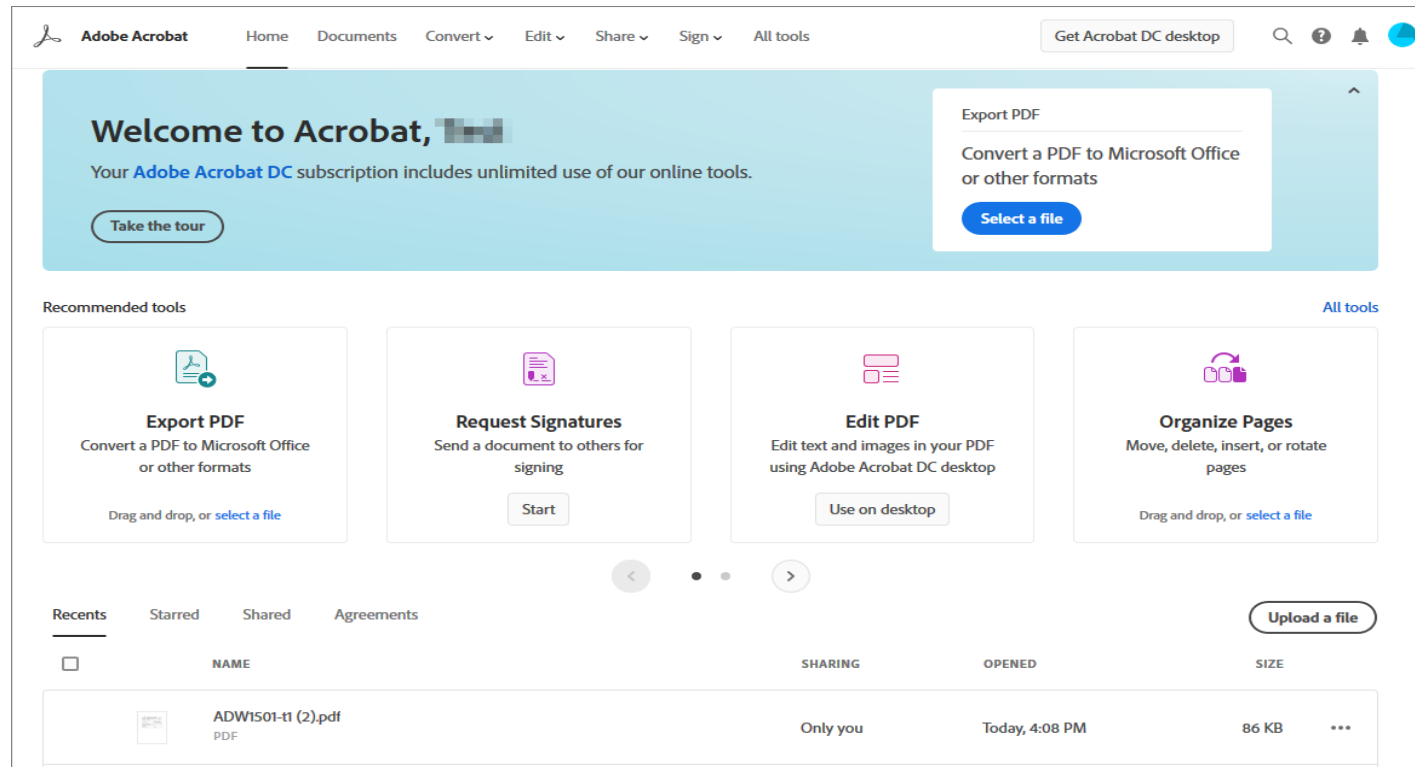 Adobe Acrobat Home Documents Convert Edit Share Sign All tools Get Acrobat DC desktop
Welcome to Acrobat,
Your Adobe Acrobat DC subscription includes unlimited use of our online tools.
Take the tour
Export PDF
Convert a PDF to Microsoft Office
or other formats
Select a file
Recommended tools All tools
Export PDF
Convert a PDF to Microsoft Office
or other formats
Drag and drop, or select a file
Request Signatures
Send a document to others for
signing
Start
Edit PDF
Edit text and images in your PDF
using Adobe Acrobat DC desktop
Use on desktop
Organize Pages
Move, delete, insert, or rotate
pages
Drag and drop, or select a file
Recents Starred Shared Agreements Upload a file
NAME SHARING OPENED SIZE
ADW1501-t1 (2).pdf
PDF
Only you Today, 4:08 PM 86 KB